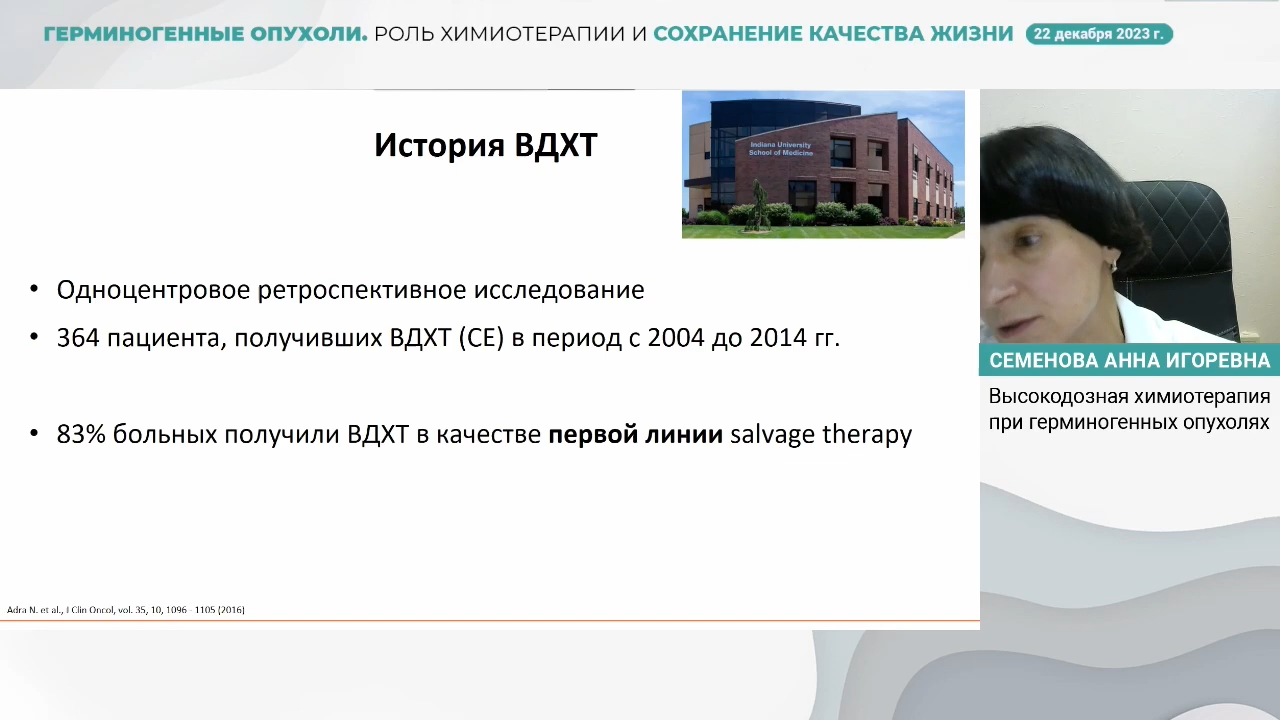 ГЕРМИНОГЕННЫЕ ОПУХОЛИ. РОЛЬ ХИМИОТЕРАПИИ И СОХРАНЕНИЕ КАЧЕСТВА ЖИЗНИ 22 декабря 2023 г.
История ВДХТ
Indiana University
School of Medicine
• Одноцентровое ретроспективное исследование
• 364 пациента, получивших ВДХТ (CE) в период с 2004 до 2014 гг.
• 83% больных получили ВДХТ в качестве первой линии salvage therapy
Adra N. et al., J Clin Oncol, vol. 35, 10, 1096 - 1105 (2016)
СЕМЕНОВА АННА ИГОРЕВНА
Высокодозная химиотерапия
при герминогенных опухолях